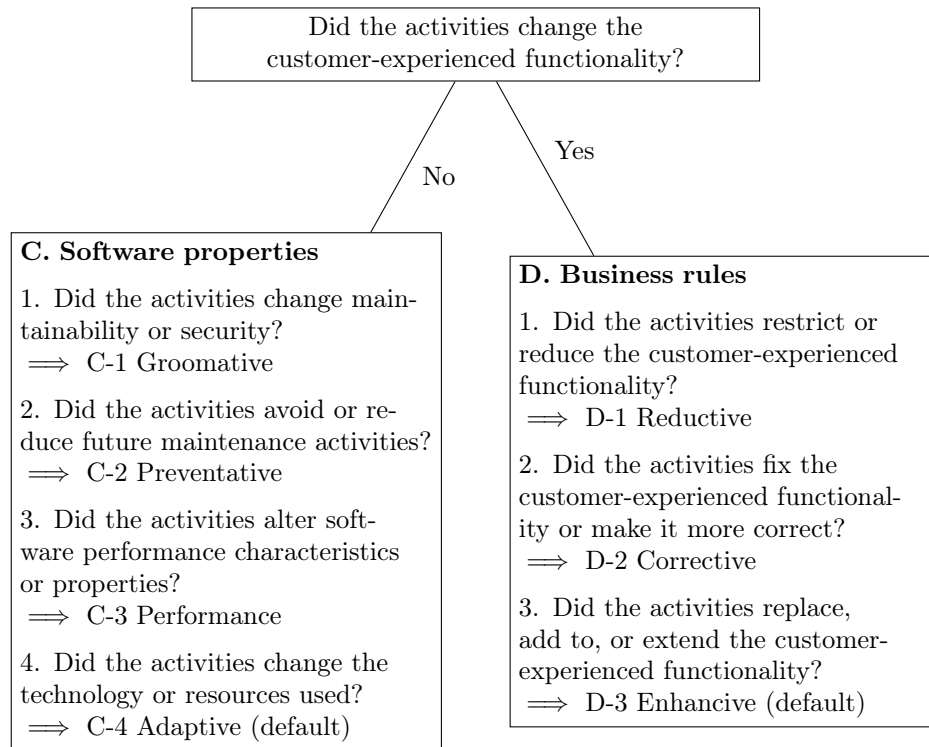 Did the activities change the
customer-experienced functionality?
No
Yes
C. Software properties
1. Did the activities change main-
tainability or security?
⟹ C-1 Groomative
2. Did the activities avoid or re-
duce future maintenance activities?
⟹ C-2 Preventative
3. Did the activities alter soft-
ware performance characteristics
or properties?
⟹ C-3 Performance
4. Did the activities change the
technology or resources used?
⟹ C-4 Adaptive (default)
D. Business rules
1. Did the activities restrict or
reduce the customer-experienced
functionality?
⟹ D-1 Reductive
2. Did the activities fix the
customer-experienced functional-
ity or make it more correct?
⟹ D-2 Corrective
3. Did the activities replace,
add to, or extend the customer-
experienced functionality?
⟹ D-3 Enhancive (default)